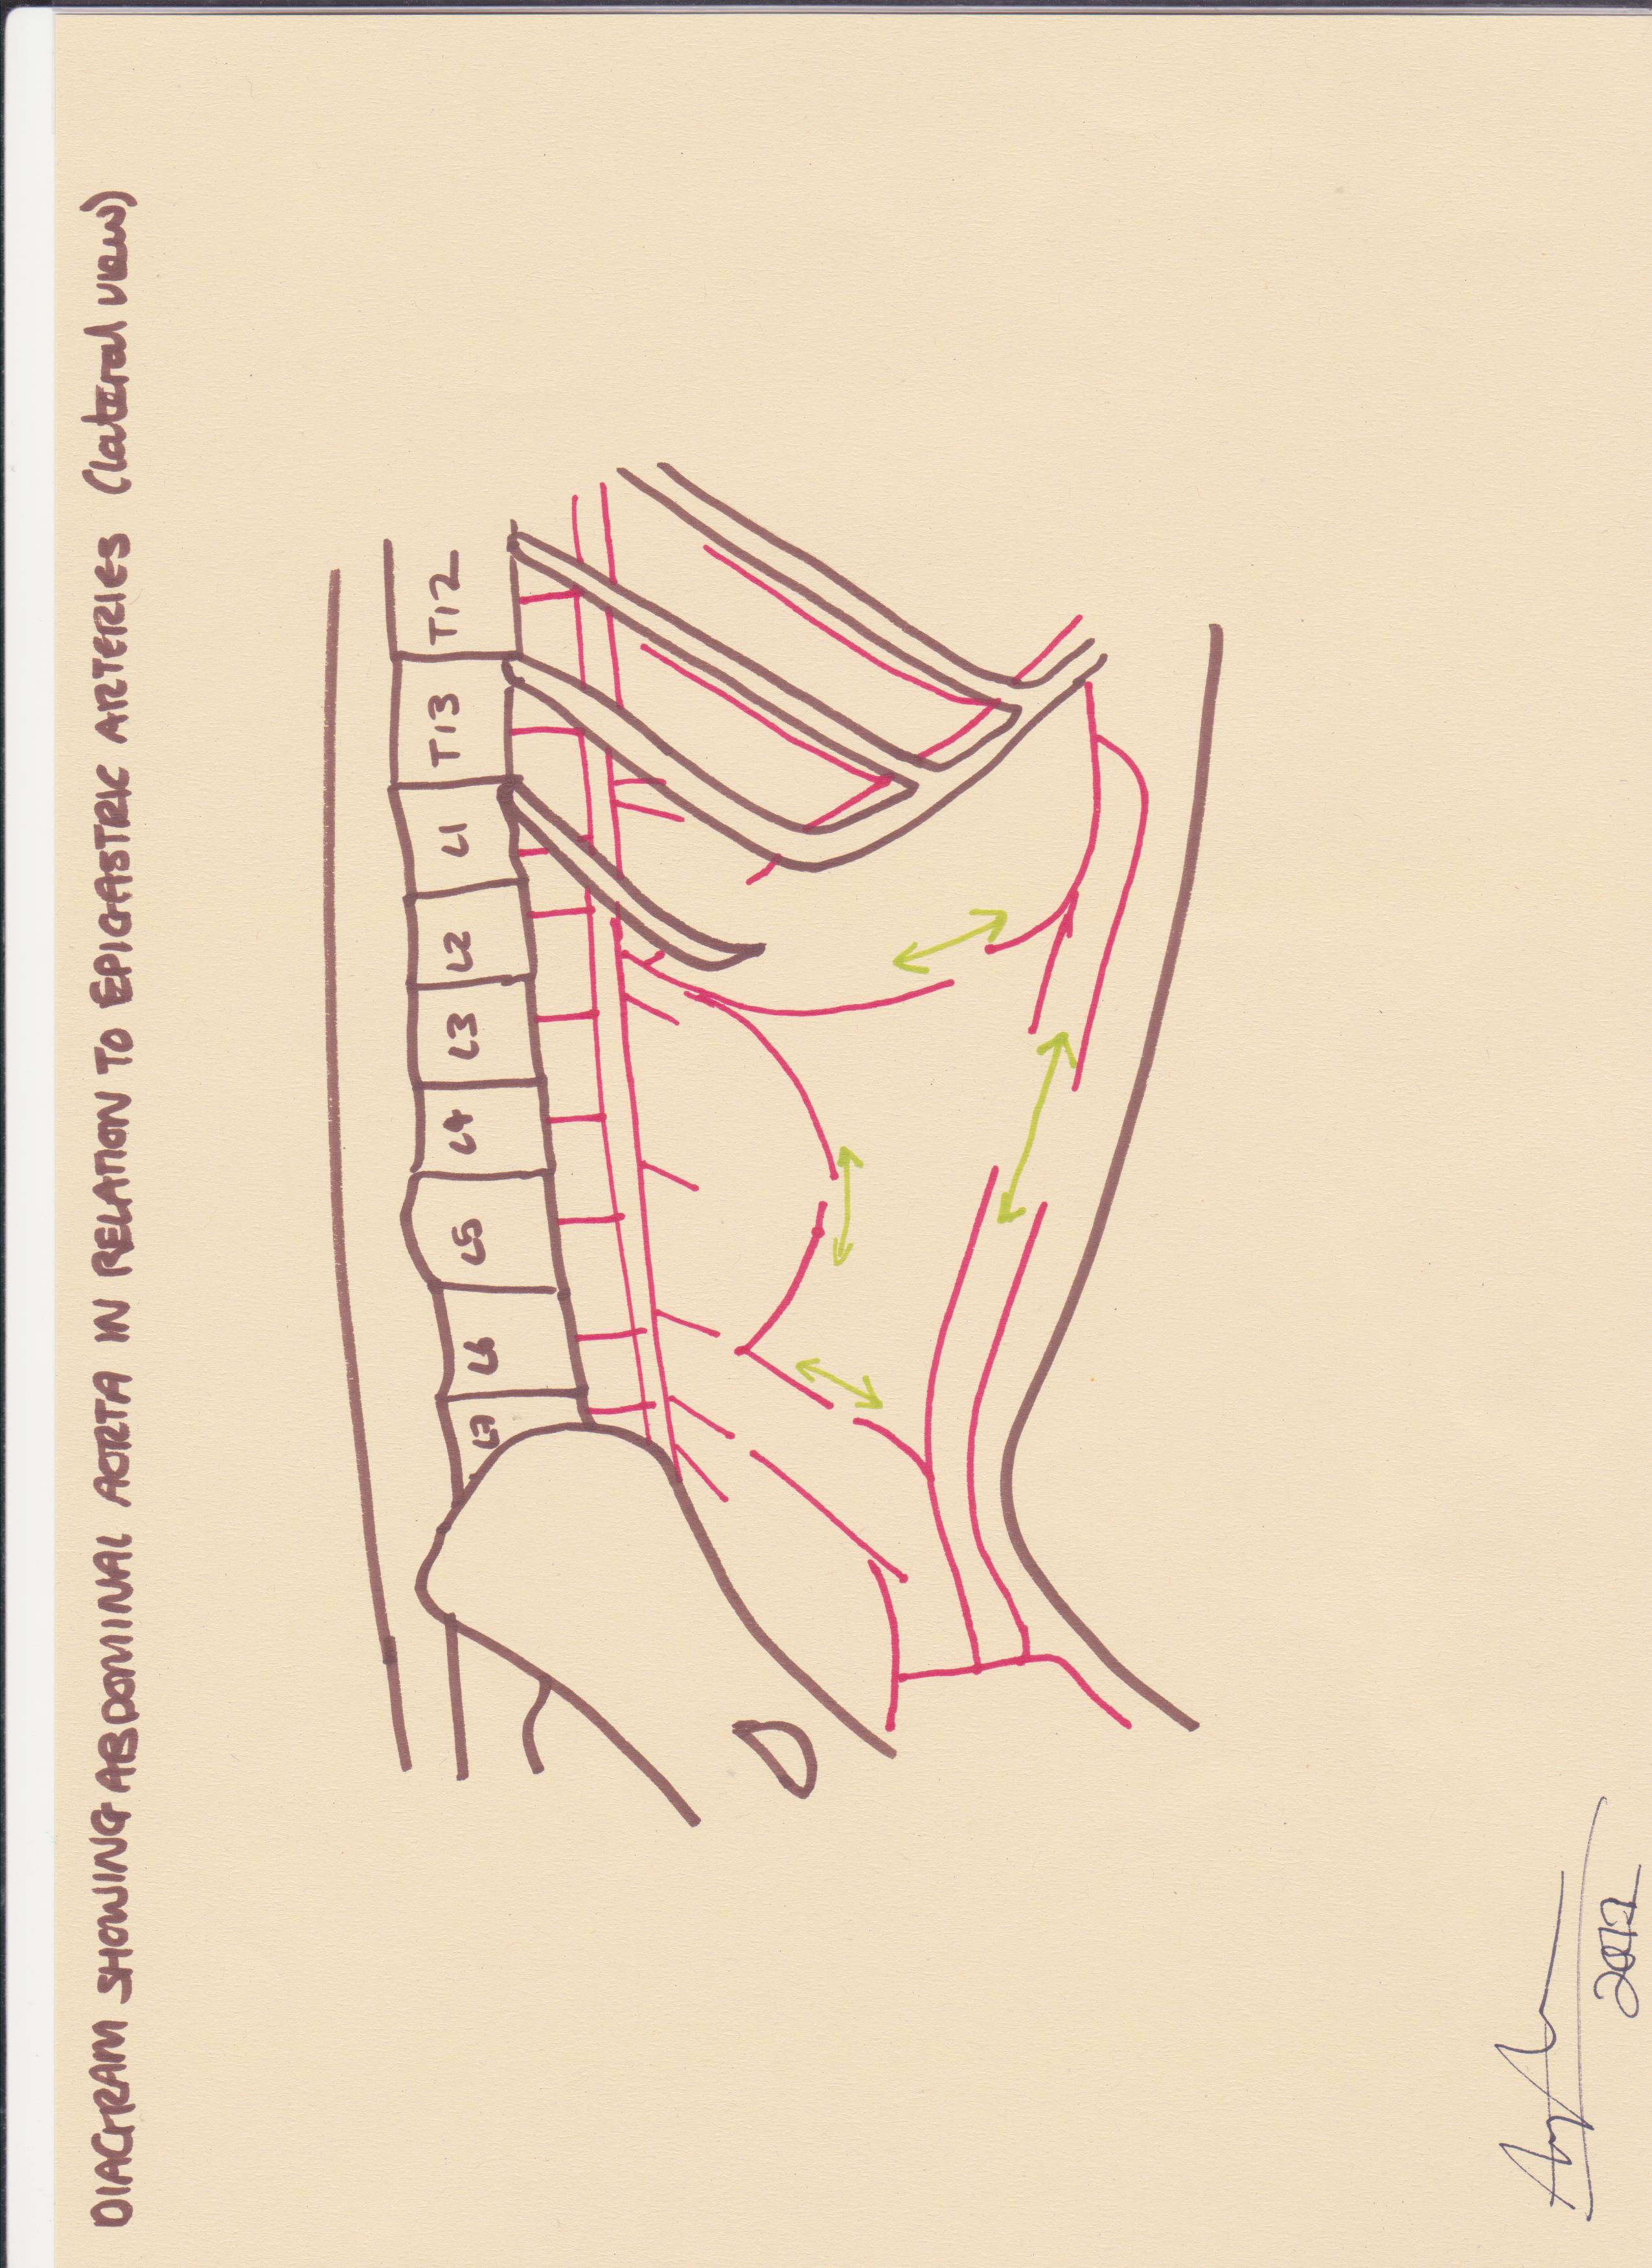 DIAGRAM SHOWING ABDOMINAL AORTA IN RELATION TO EPIGASTRIC ARTERIES (lateral view)
L7 L6 L5 L4 L3 L2 L1 T13 T12
2012